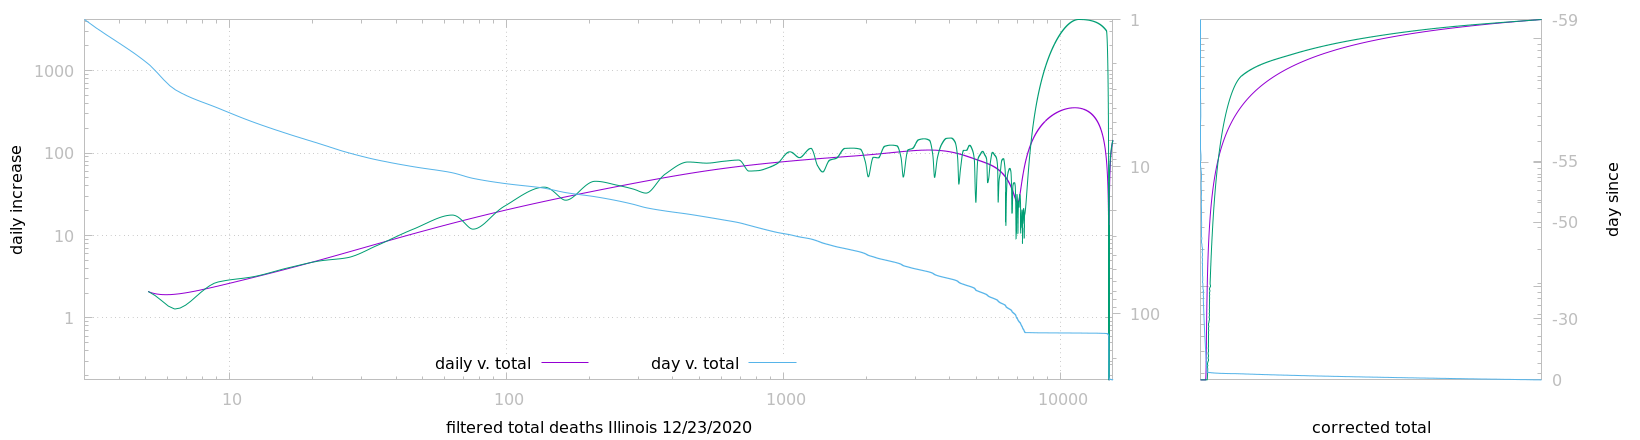 daily increase
1000
100
10
1
daily v. total
day v. total
10
100
1000
10000
filtered total deaths Illinois 12/23/2020
1
10
100
-59
-55
-50
-30
0
day since
corrected total